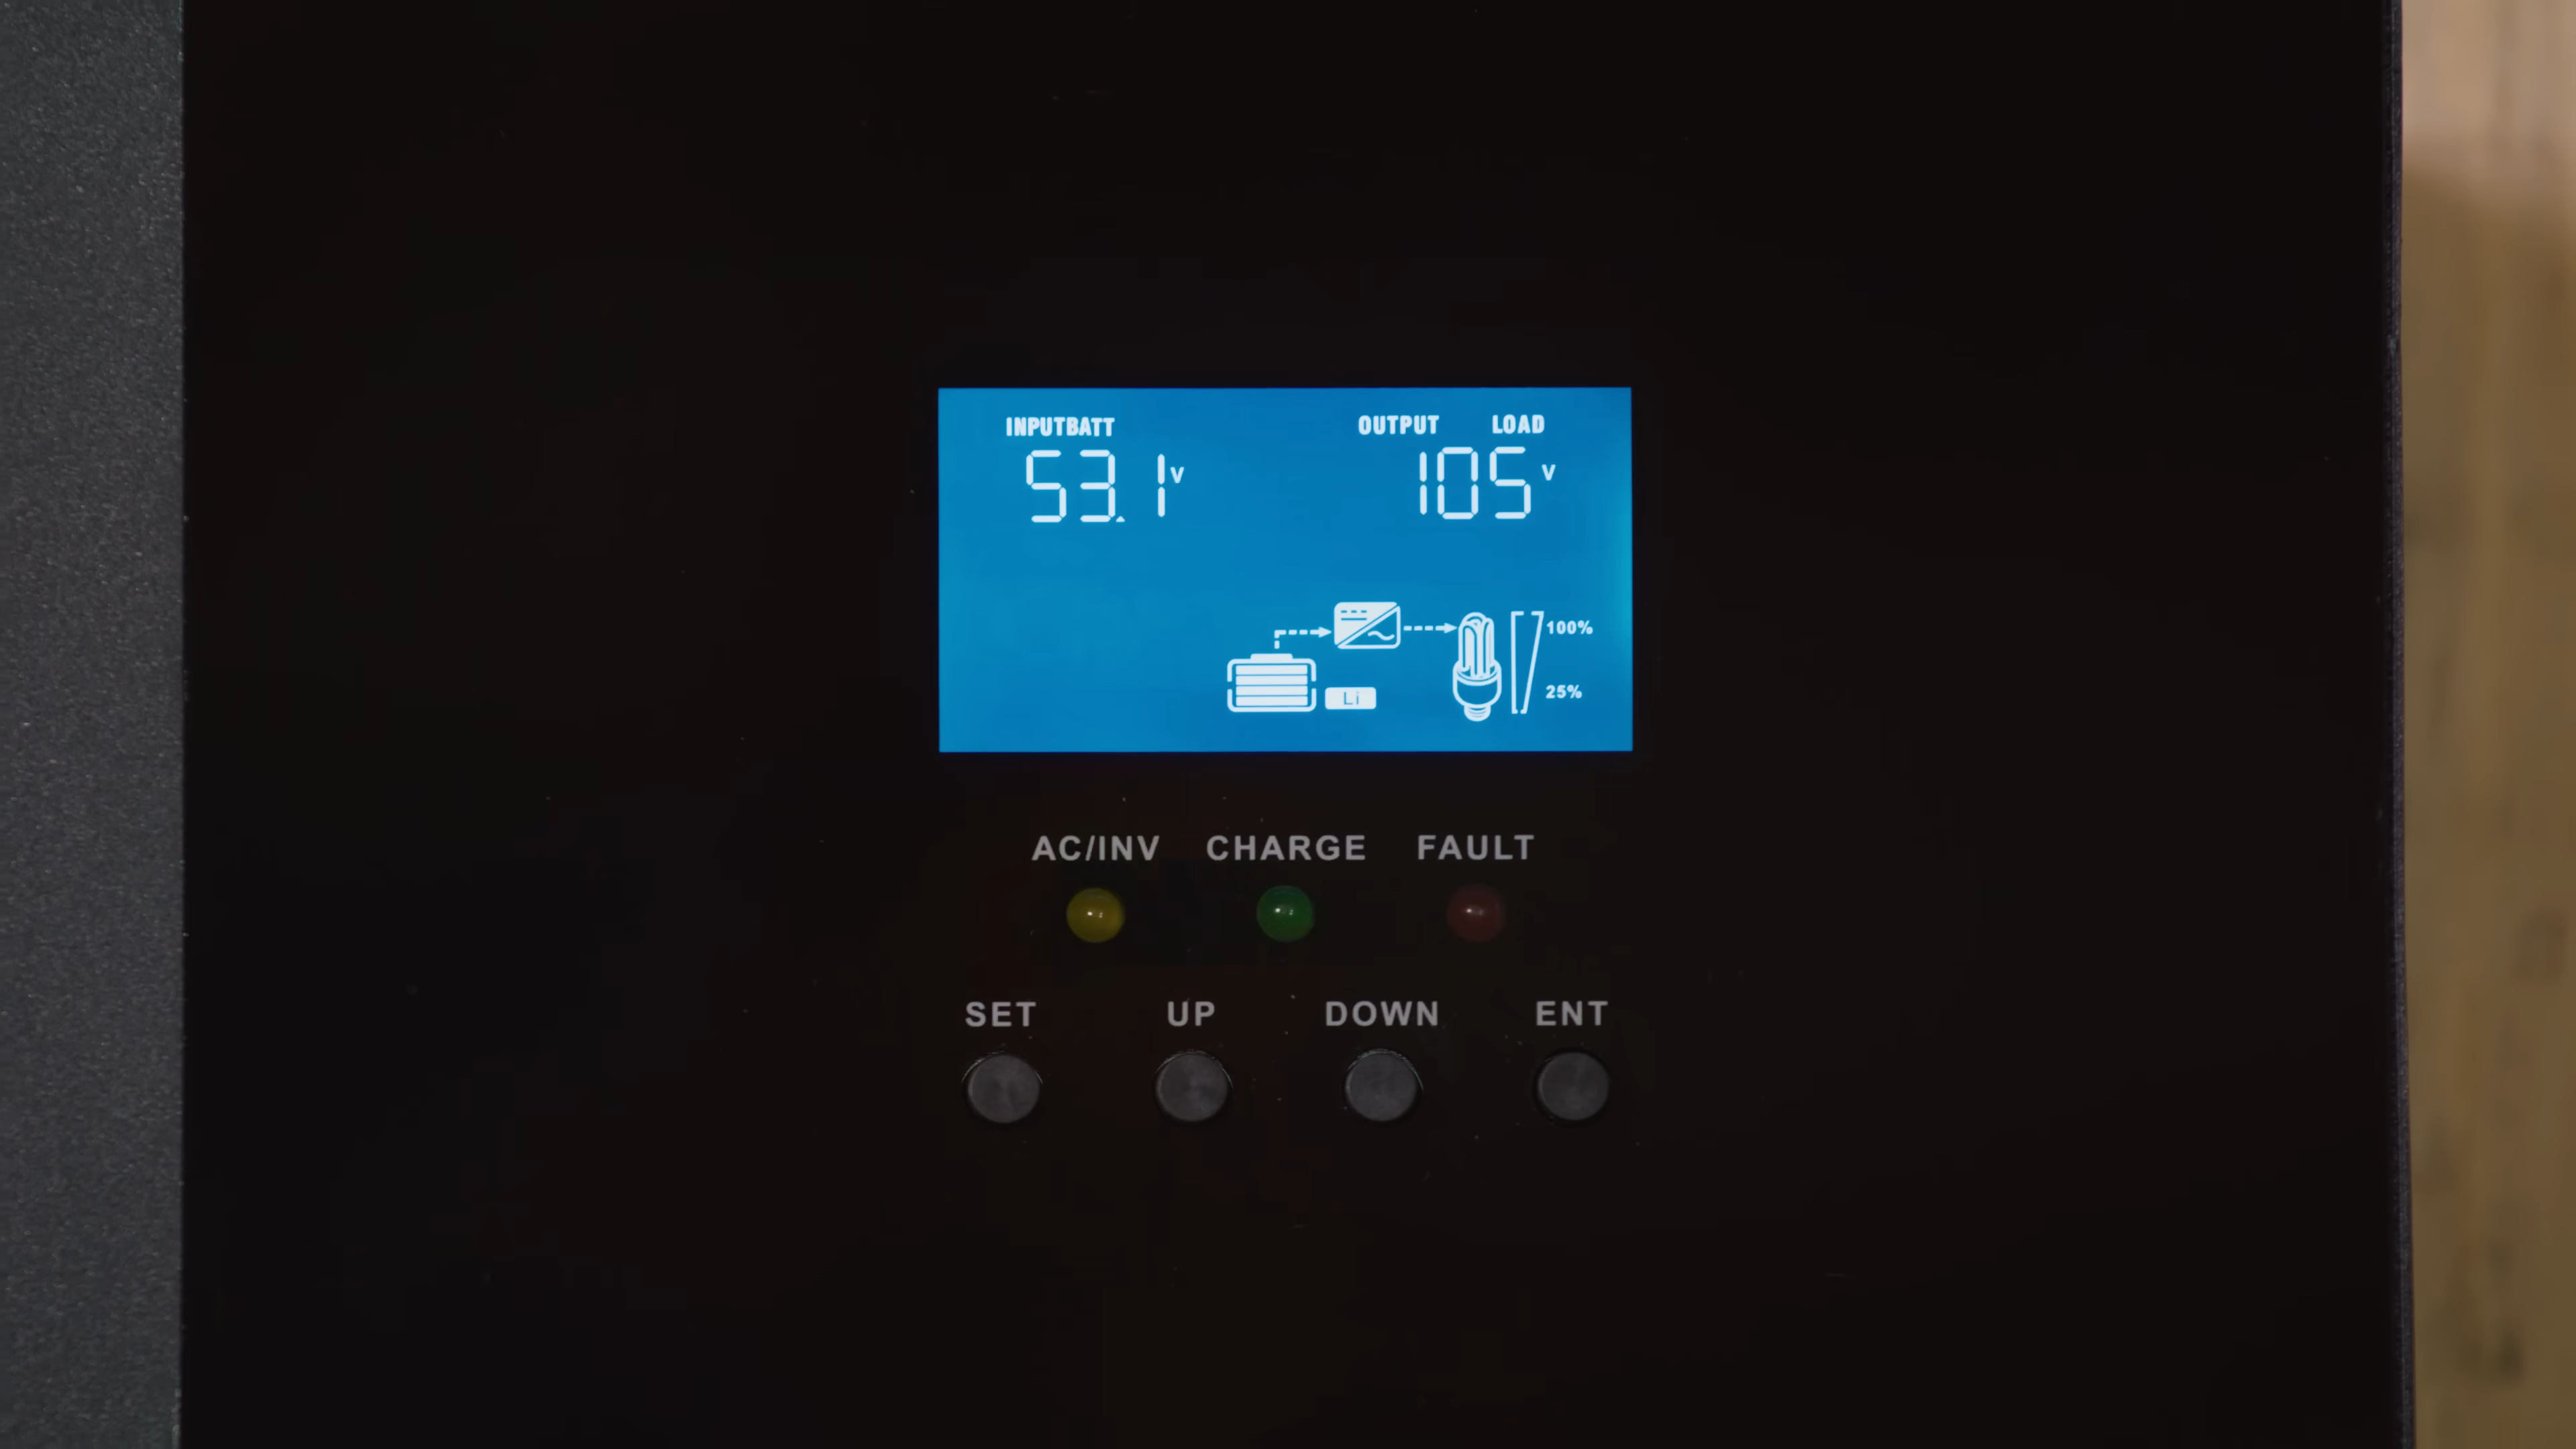 INPUTBATT OUTPUT LOAD
53.1V 105V
100%
Li 25%
AC/INV CHARGE FAULT
SET UP DOWN ENT